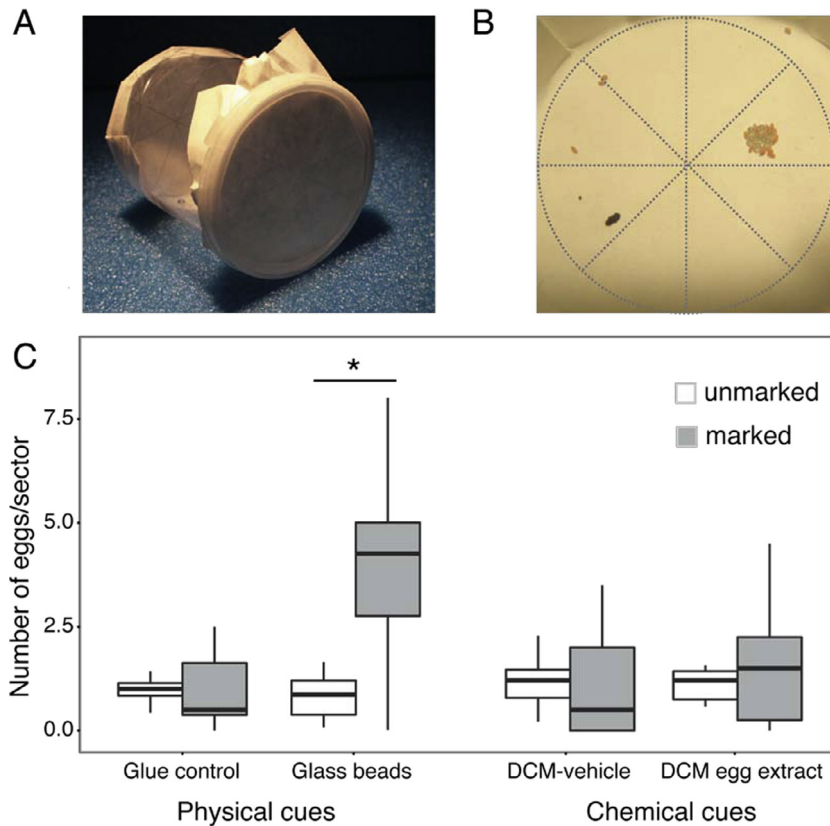 A
B
C
*
unmarked
marked
Number of eggs/sector
7.5
5.0
2.5
0.0
Glue control
Glass beads
DCM-vehicle
DCM egg extract
Physical cues
Chemical cues